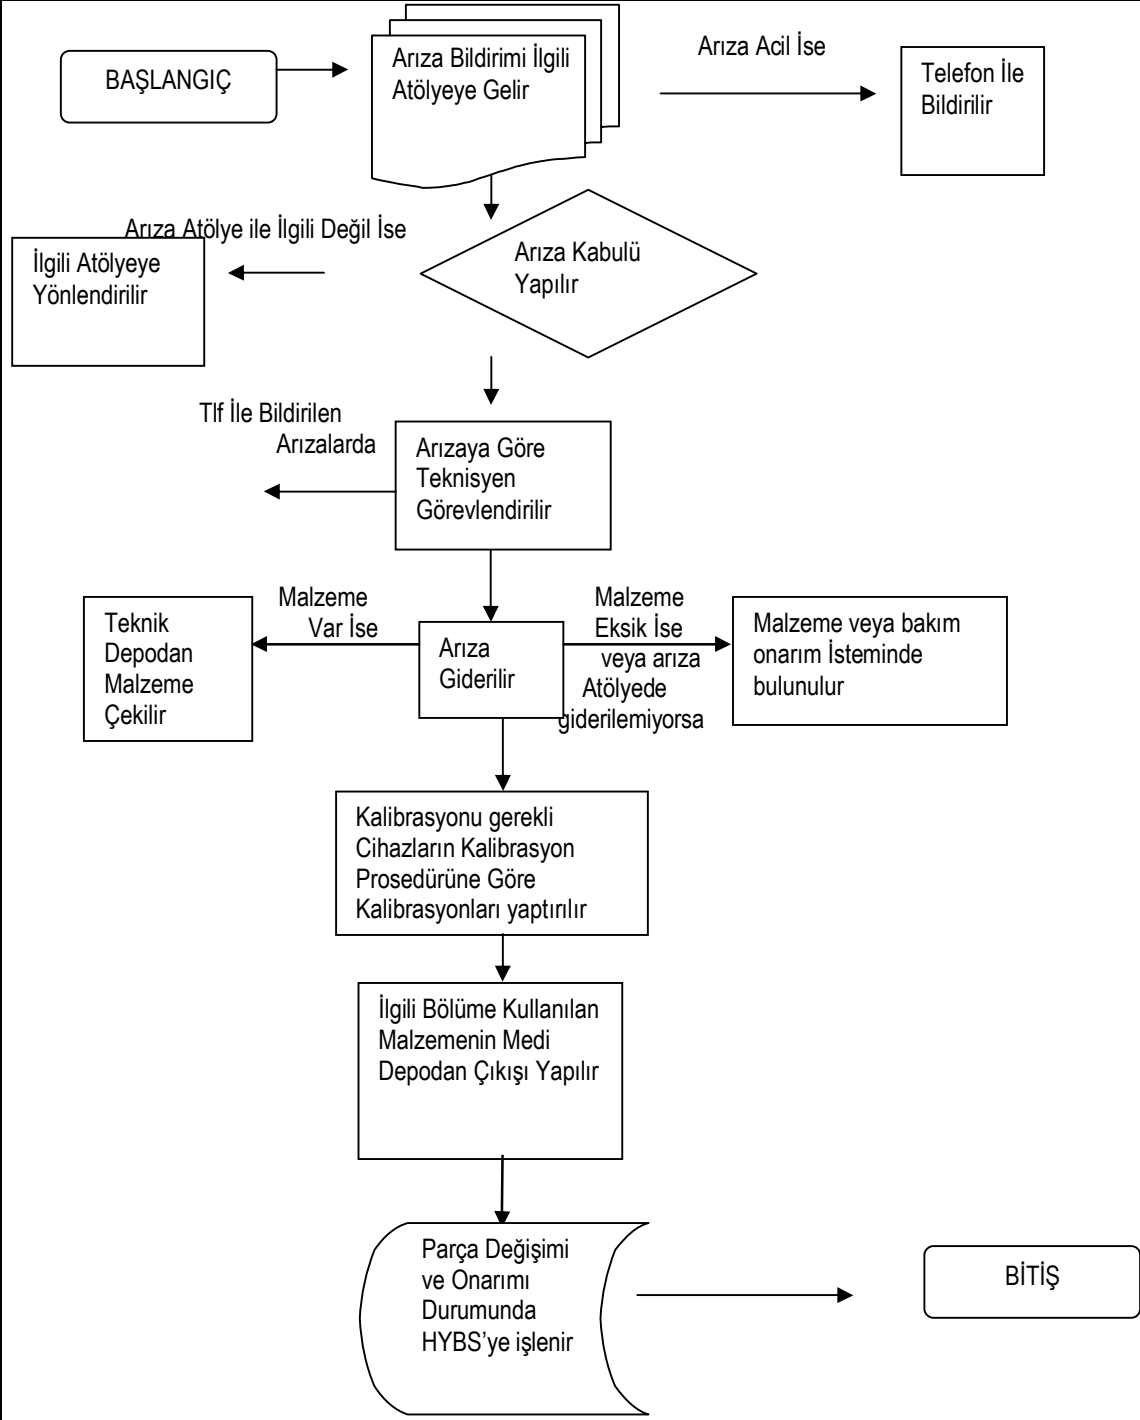 BAŞLANGIÇ
Arıza Bildirimi İlgili
Atölyeye Gelir
Arıza Acil İse
Telefon İle
Bildirilir
Arıza Atölye ile İlgili Değil İse
İlgili Atölyeye
Yönlendirilir
Arıza Kabulü
Yapılır
Tlf İle Bildirilen
Arızalarda
Arızaya Göre
Teknisyen
Görevlendirilir
Malzeme
Var İse
Teknik
Depodan
Malzeme
Çekilir
Arıza
Giderilir
Malzeme
Eksik İse
veya arıza
Atölyede
giderilemiyorsa
Malzeme veya bakım
onarım İsteminde
bulunulur
Kalibrasyonu gerekli
Cihazların Kalibrasyon
Prosedürüne Göre
Kalibrasyonları yaptırılır
İlgili Bölüme Kullanılan
Malzemenin Medi
Depodan Çıkışı Yapılır
Parça Değişimi
ve Onarımı
Durumunda
HYBS’ye işlenir
BİTİŞ